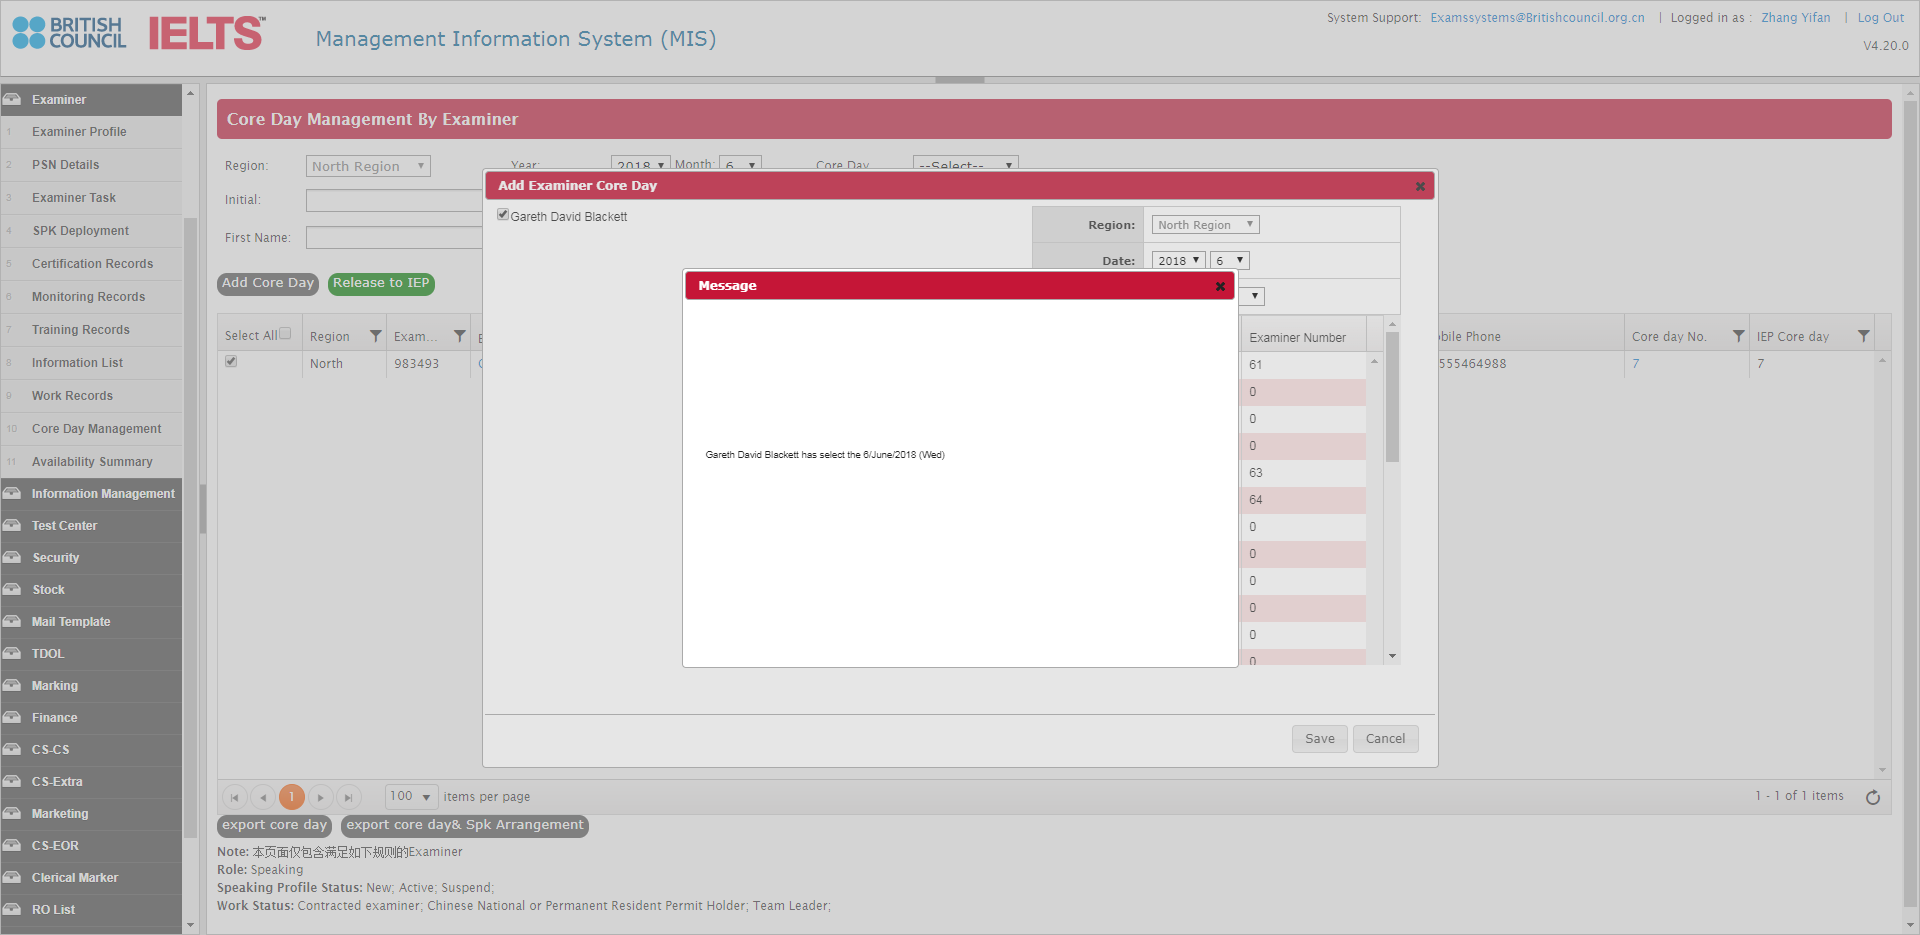 BRITISH COUNCIL
IELTS™
Management Information System (MIS)
System Support: Examssystems@Britishcouncil.org.cn | Logged in as : Zhang Yifan | Log Out
V4.20.0
Examiner
1 Examiner Profile
2 PSN Details
3 Examiner Task
4 SPK Deployment
5 Certification Records
6 Monitoring Records
7 Training Records
8 Information List
9 Work Records
10 Core Day Management
11 Availability Summary
Information Management
Test Center
Security
Stock
Mail Template
TDOL
Marking
Finance
CS-CS
CS-Extra
Marketing
CS-EOR
Clerical Marker
RO List
Core Day Management By Examiner
Region: North Region Year: 2018 Month: 6 Core Day --Select--
Initial:
First Name:
Add Core Day Release to IEP
Select All Region Exam... Mobile Phone Core day No. IEP Core day
North 983493 555464988 7 7
Add Examiner Core Day
Gareth David Blackett
Region: North Region
Date: 2018 6
Message
Gareth David Blackett has select the 6/June/2018 (Wed)
Examiner Number
61
0
0
0
63
64
0
0
0
0
0
0
Save Cancel
1 100 items per page 1 - 1 of 1 items
export core day export core day& Spk Arrangement
Note: 本页面仅包含满足如下规则的Examiner
Role: Speaking
Speaking Profile Status: New; Active; Suspend;
Work Status: Contracted examiner; Chinese National or Permanent Resident Permit Holder; Team Leader;